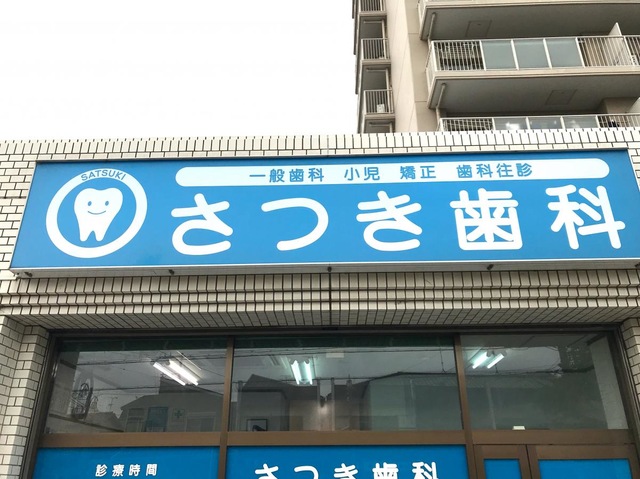 SATSUKI
一般歯科 小児 矯正 歯科往診
さつき歯科
診療時間
さつき歯科